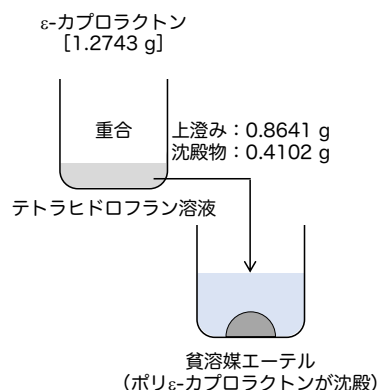 ε-カプロラクトン
[1.2743 g]
重合
上澄み：0.8641 g
沈殿物：0.4102 g
テトラヒドロフラン溶液
貧溶媒エーテル
（ポリε-カプロラクトンが沈殿）